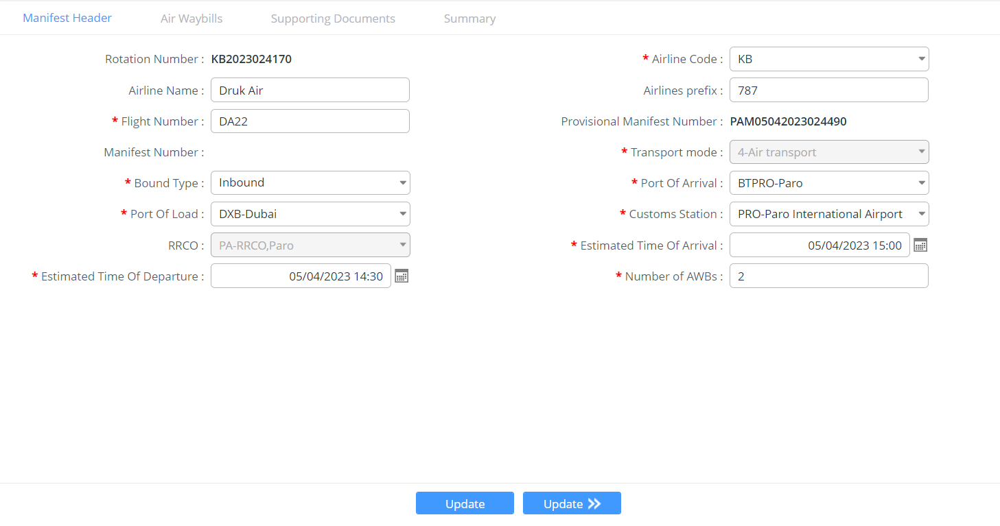 Manifest Header Air Waybills Supporting Documents Summary
Rotation Number : KB2023024170 * Airline Code : KB
Airline Name : Druk Air Airlines prefix : 787
* Flight Number : DA22 Provisional Manifest Number : PAM05042023024490
Manifest Number : * Transport mode : 4-Air transport
* Bound Type : Inbound * Port Of Arrival : BTPRO-Paro
* Port Of Load : DXB-Dubai * Customs Station : PRO-Paro International Airport
RRCO : PA-RRCO,Paro * Estimated Time Of Arrival : 05/04/2023 15:00
* Estimated Time Of Departure : 05/04/2023 14:30 * Number of AWBs : 2
Update Update